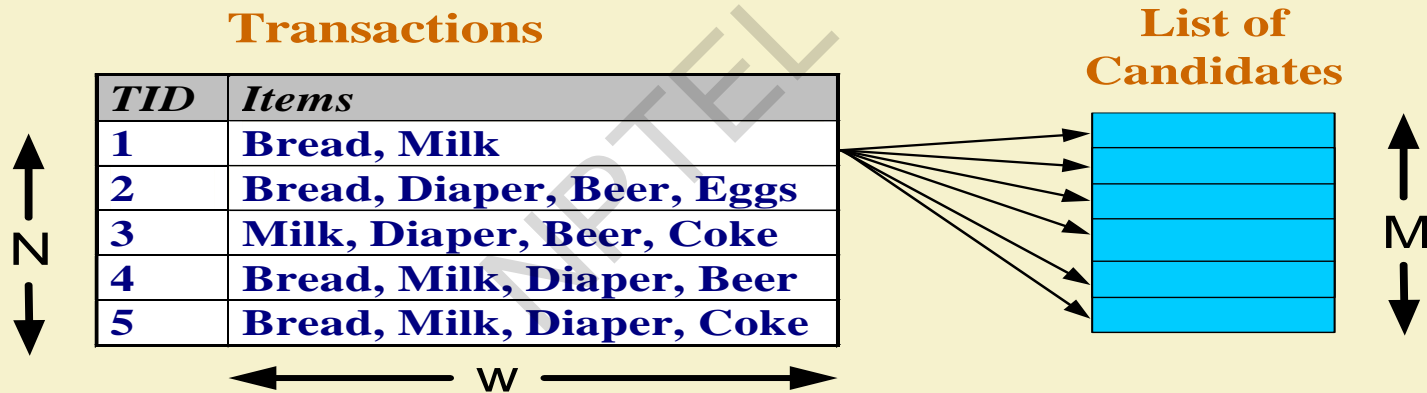 Transactions
List of
Candidates
TID Items
1 Bread, Milk
2 Bread, Diaper, Beer, Eggs
3 Milk, Diaper, Beer, Coke
4 Bread, Milk, Diaper, Beer
5 Bread, Milk, Diaper, Coke
N
M
w
NPTEL